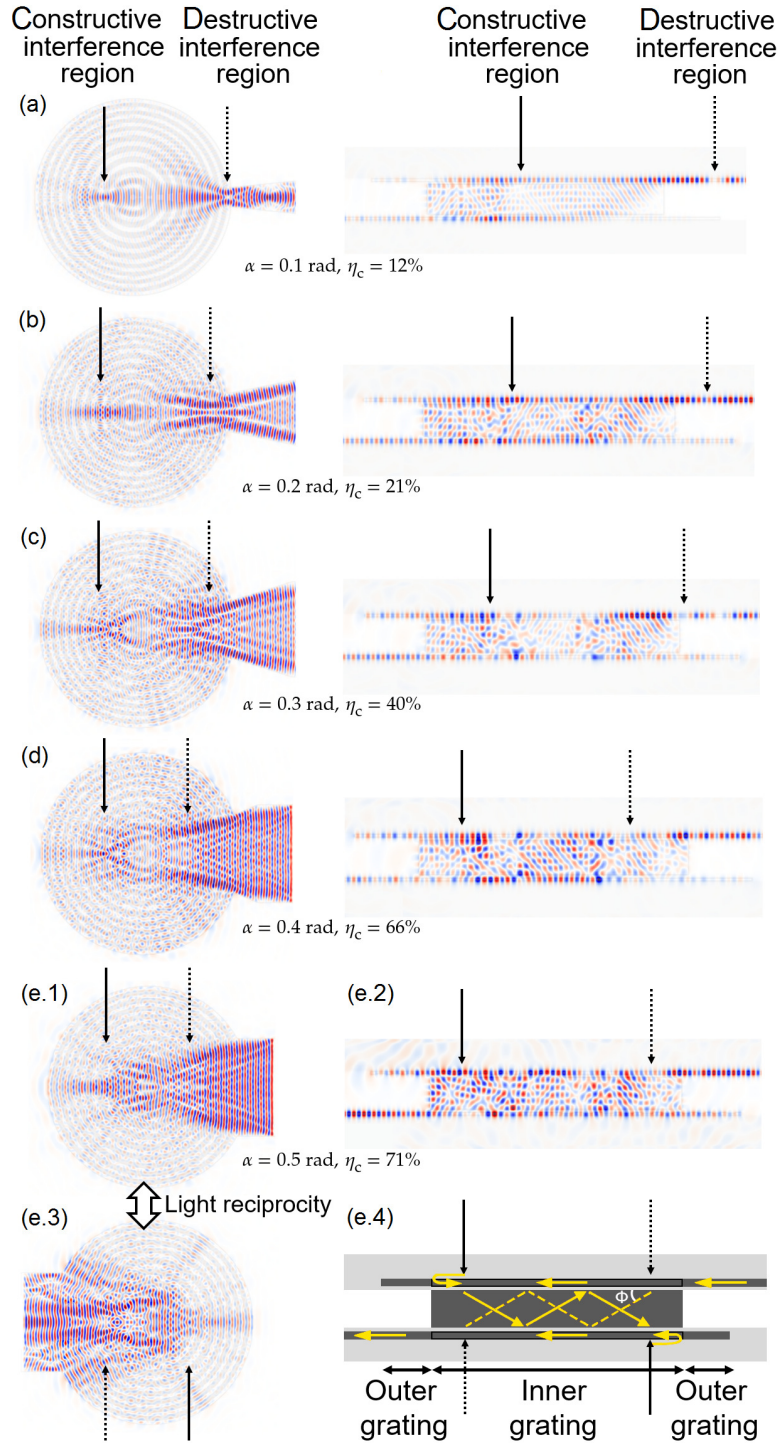 Constructive interference region
Destructive interference region
Constructive interference region
Destructive interference region
(a)
α = 0.1 rad, ηc = 12%
(b)
α = 0.2 rad, ηc = 21%
(c)
α = 0.3 rad, ηc = 40%
(d)
α = 0.4 rad, ηc = 66%
(e.1)
(e.2)
α = 0.5 rad, ηc = 71%
Light reciprocity
(e.3)
(e.4)
Φ
Outer grating
Inner grating
Outer grating